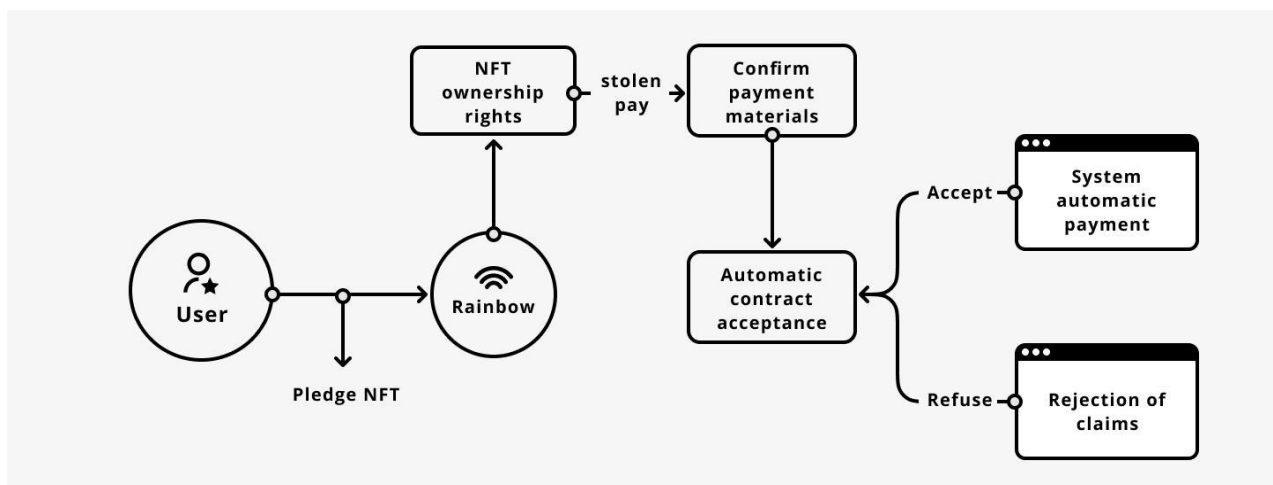 NFT
ownership
rights
stolen
pay
Confirm
payment
materials
User
Pledge NFT
Rainbow
Automatic
contract
acceptance
Accept
System
automatic
payment
Refuse
Rejection of
claims